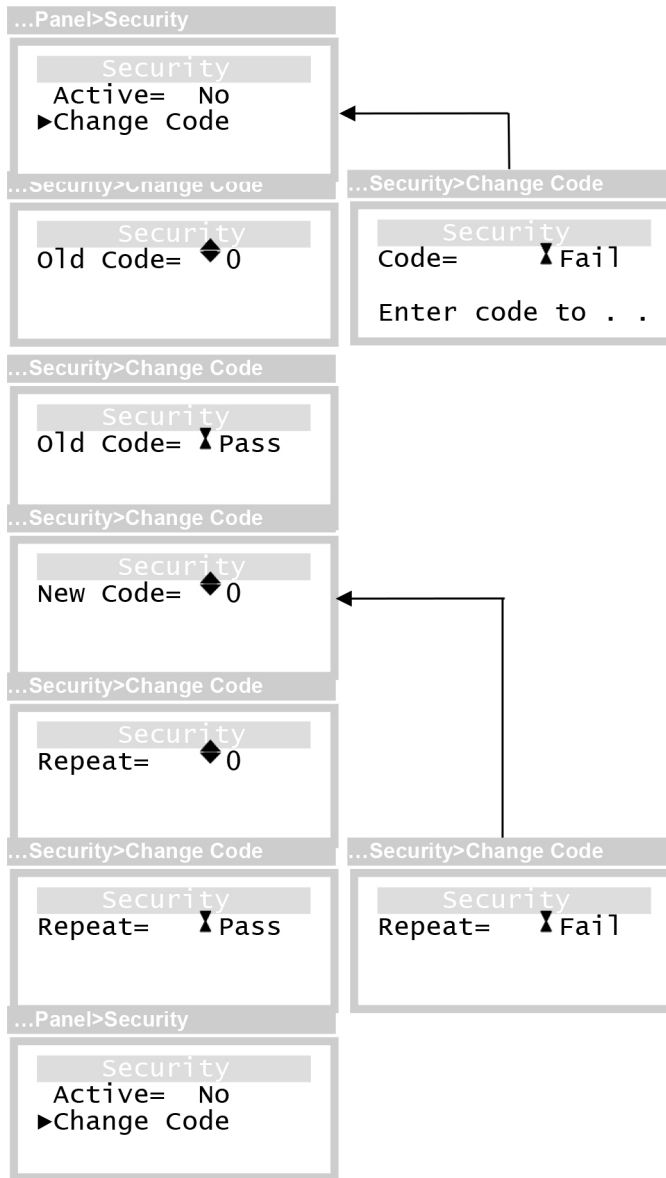 ...Panel>Security
Security
Active= No
►Change Code
...Security>Change Code
Security
Old Code= 0
...Security>Change Code
Security
Code= Fail
Enter code to . .
...Security>Change Code
Security
Old Code= Pass
...Security>Change Code
Security
New Code= 0
...Security>Change Code
Security
Repeat= 0
...Security>Change Code
Security
Repeat= Pass
...Security>Change Code
Security
Repeat= Fail
...Panel>Security
Security
Active= No
►Change Code